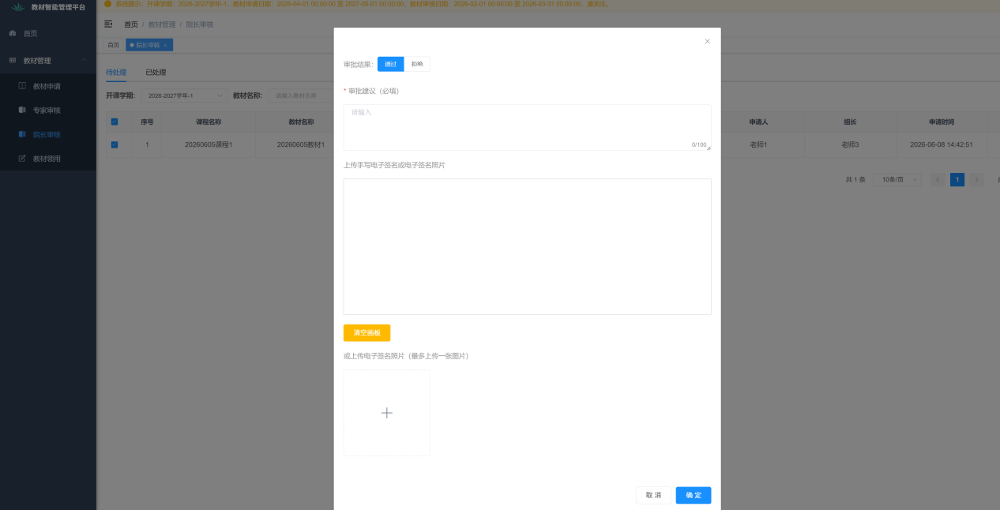 教材智能管理平台
系统提示：开课学期：2026-2027学年-1，教材申请日期：2026-04-01 00:00:00 至 2027-05-01 00:00:00，教材审核日期：2026-02-01 00:00:00 至 2026-03-31 00:00:00，请关注。
首页 / 教材管理 / 院长审核
首页
院长审核 ×
首页
教材管理
教材申请
专家审核
院长审核
教材领用
待处理 已处理
开课学期： 2026-2027学年-1 教材名称： 请输入教材名称
序号 课程名称 教材名称 申请人 组长 申请时间
1 20260605课程1 20260605教材1 老师1 老师3 2026-06-08 14:42:51
共 1 条 10条/页 1
审批结果： 通过 拒绝
* 审批建议（必填）
请输入
0/100
上传手写电子签名或电子签名照片
清空画板
或上传电子签名照片（最多上传一张图片）
取 消 确 定